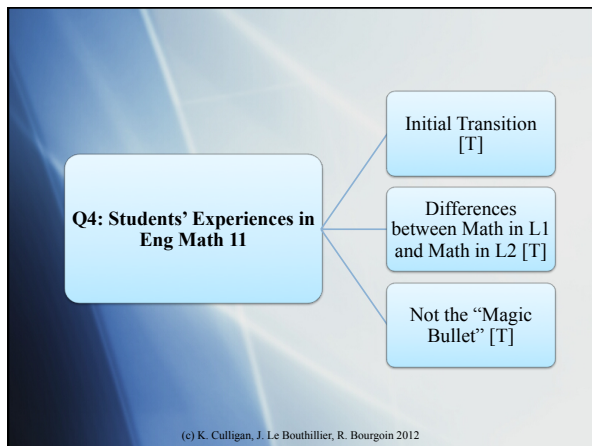 Q4: Students’ Experiences in
Eng Math 11
Initial Transition
[T]
Differences
between Math in L1
and Math in L2 [T]
Not the “Magic
Bullet” [T]
(c) K. Culligan, J. Le Bouthillier, R. Bourgoin 2012